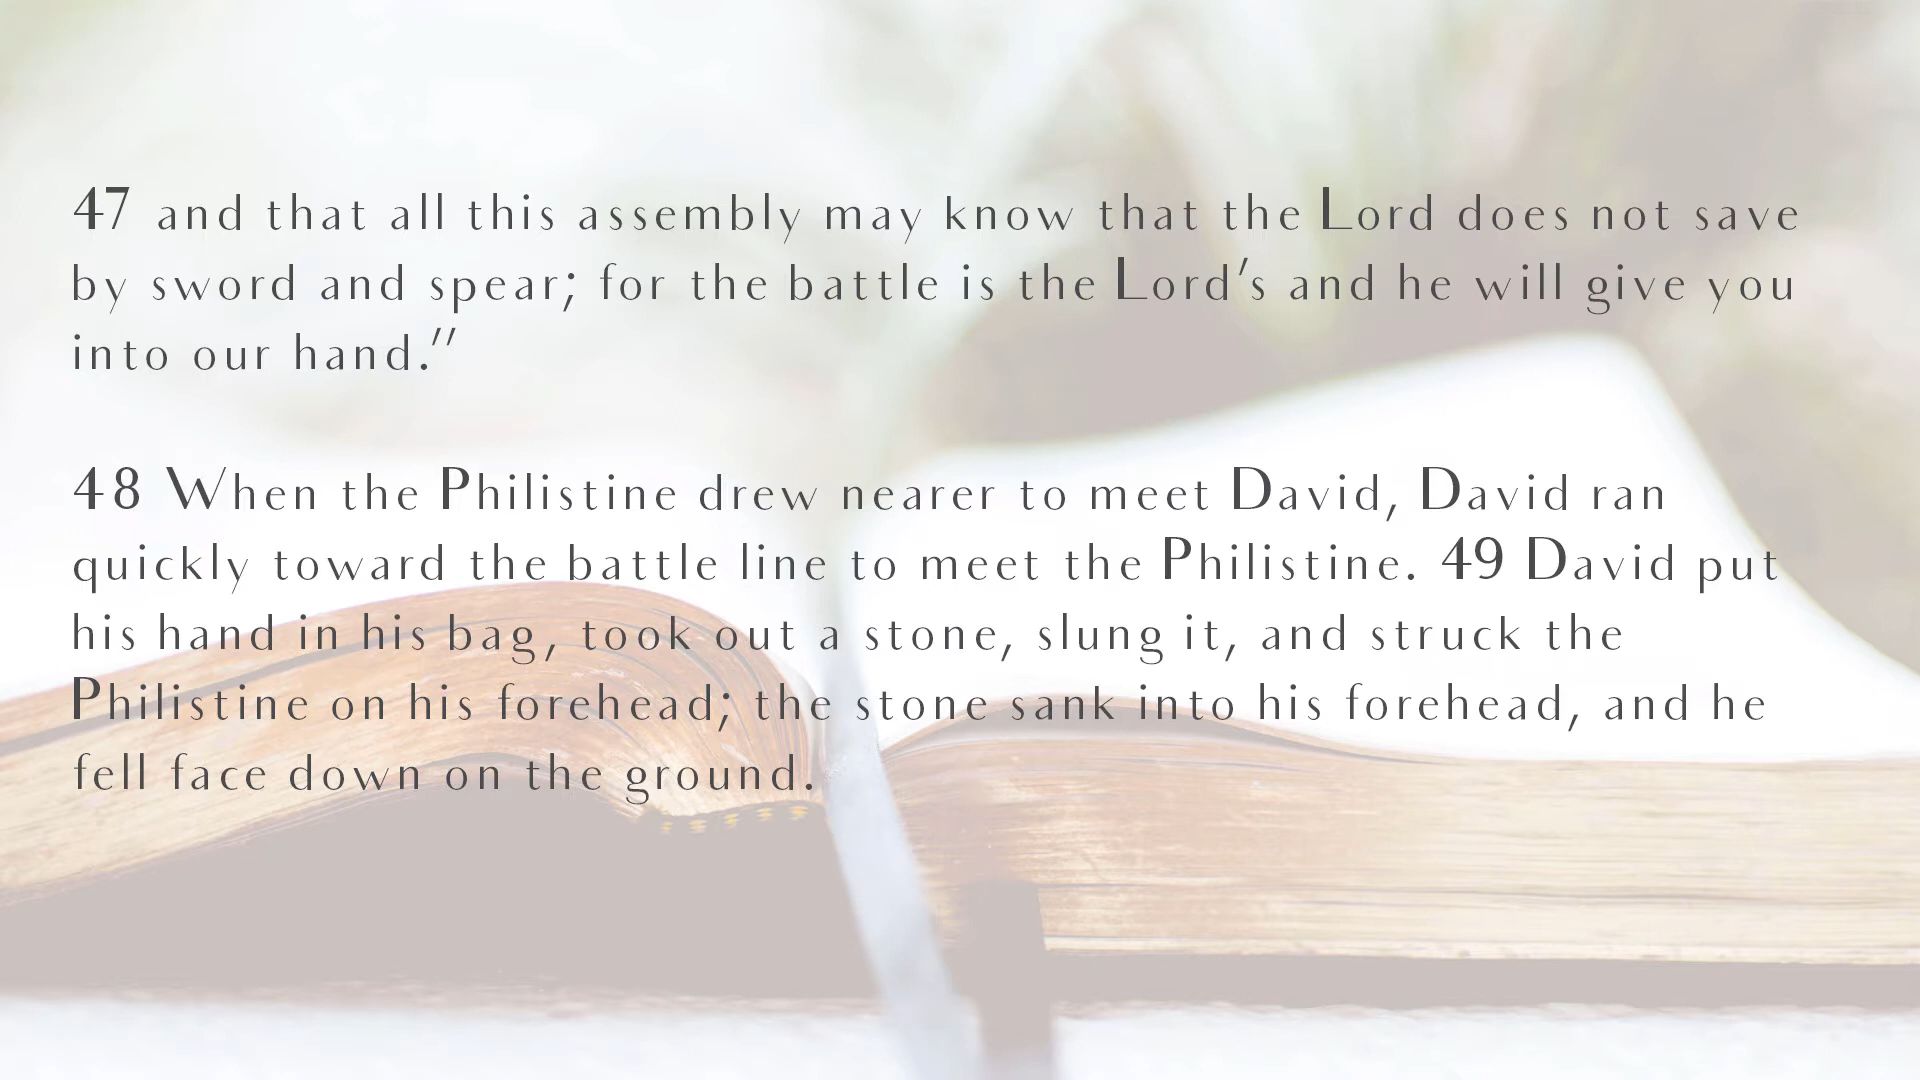 47 and that all this assembly may know that the Lord does not save
by sword and spear; for the battle is the Lord's and he will give you
into our hand.”
48 When the Philistine drew nearer to meet David, David ran
quickly toward the battle line to meet the Philistine. 49 David put
his hand in his bag, took out a stone, slung it, and struck the
Philistine on his forehead; the stone sank into his forehead, and he
fell face down on the ground.